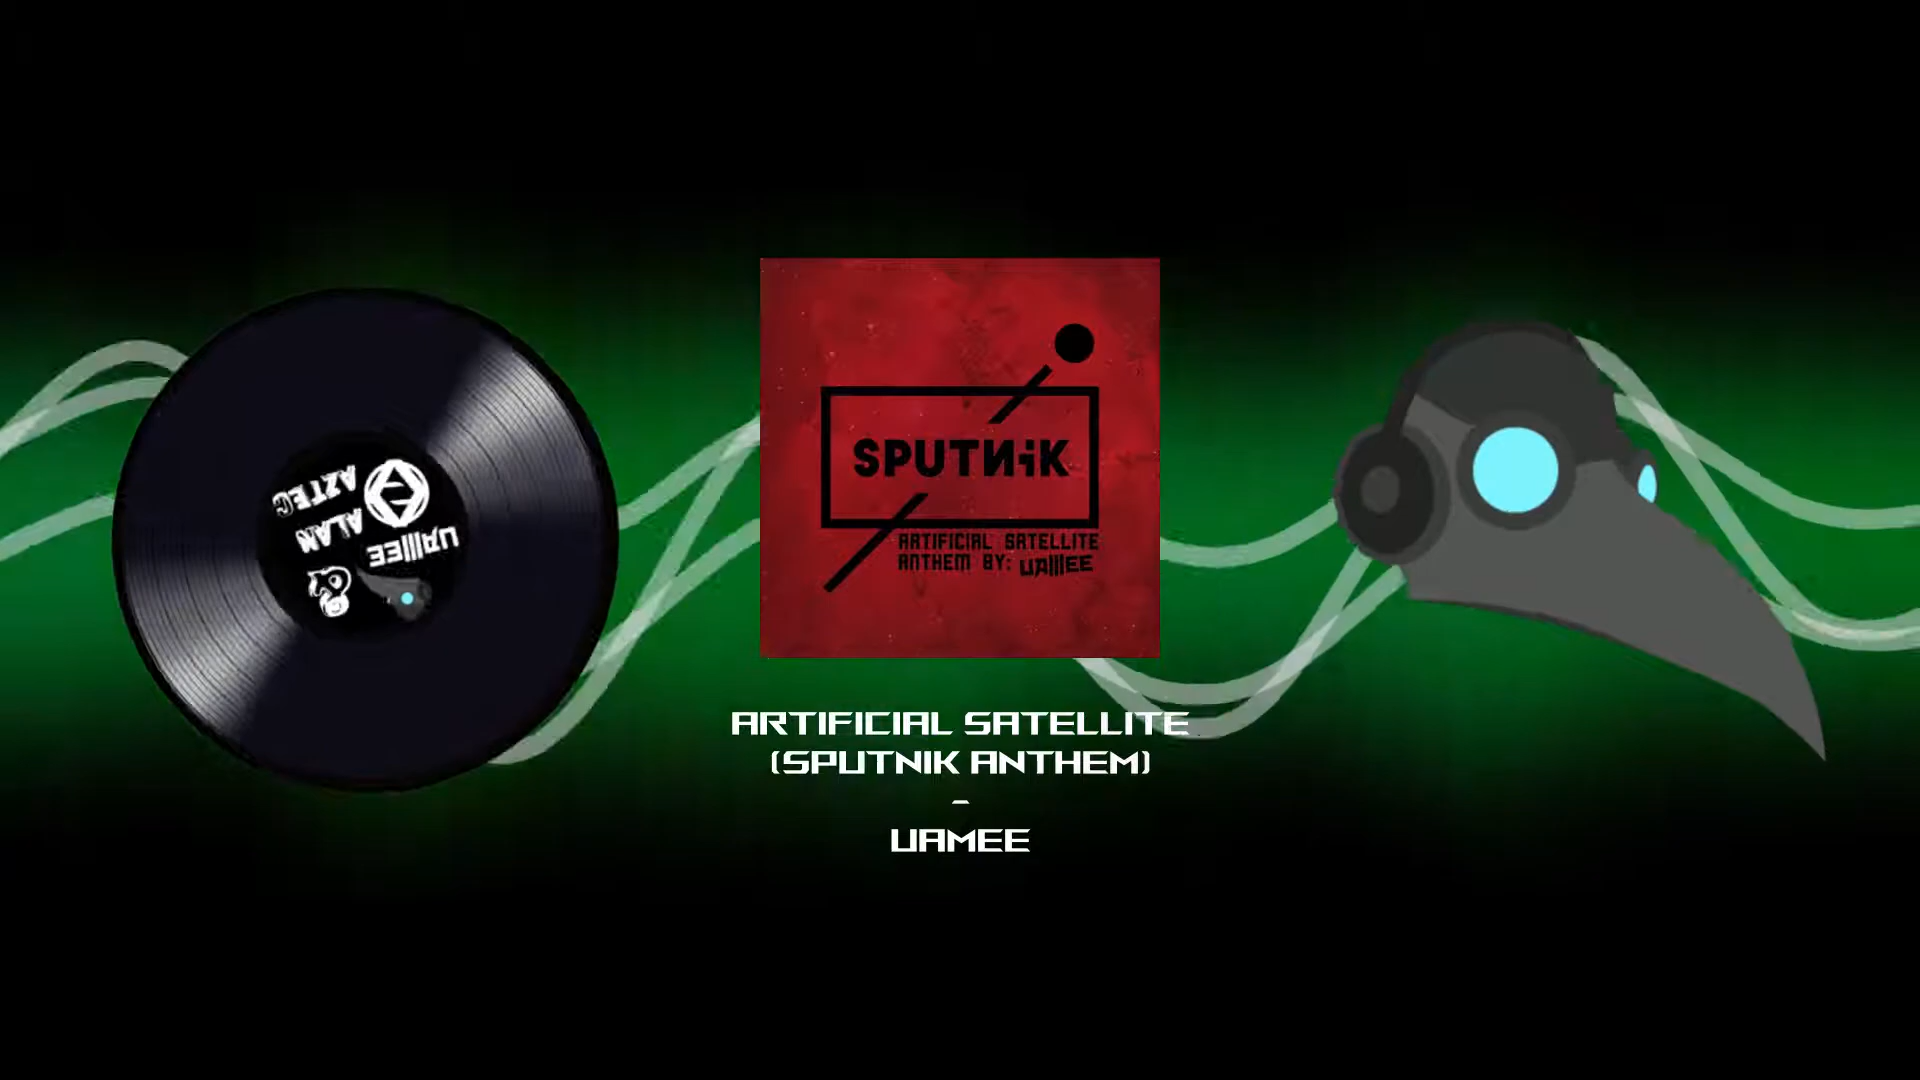 AZTEC
ALAN
UAMEE
SPUTNiK
ARTIFICIAL SATELLITE
ANTHEM BY: UAMEE
ARTIFICIAL SATELLITE
(SPUTNIK ANTHEM)
-
UAMEE